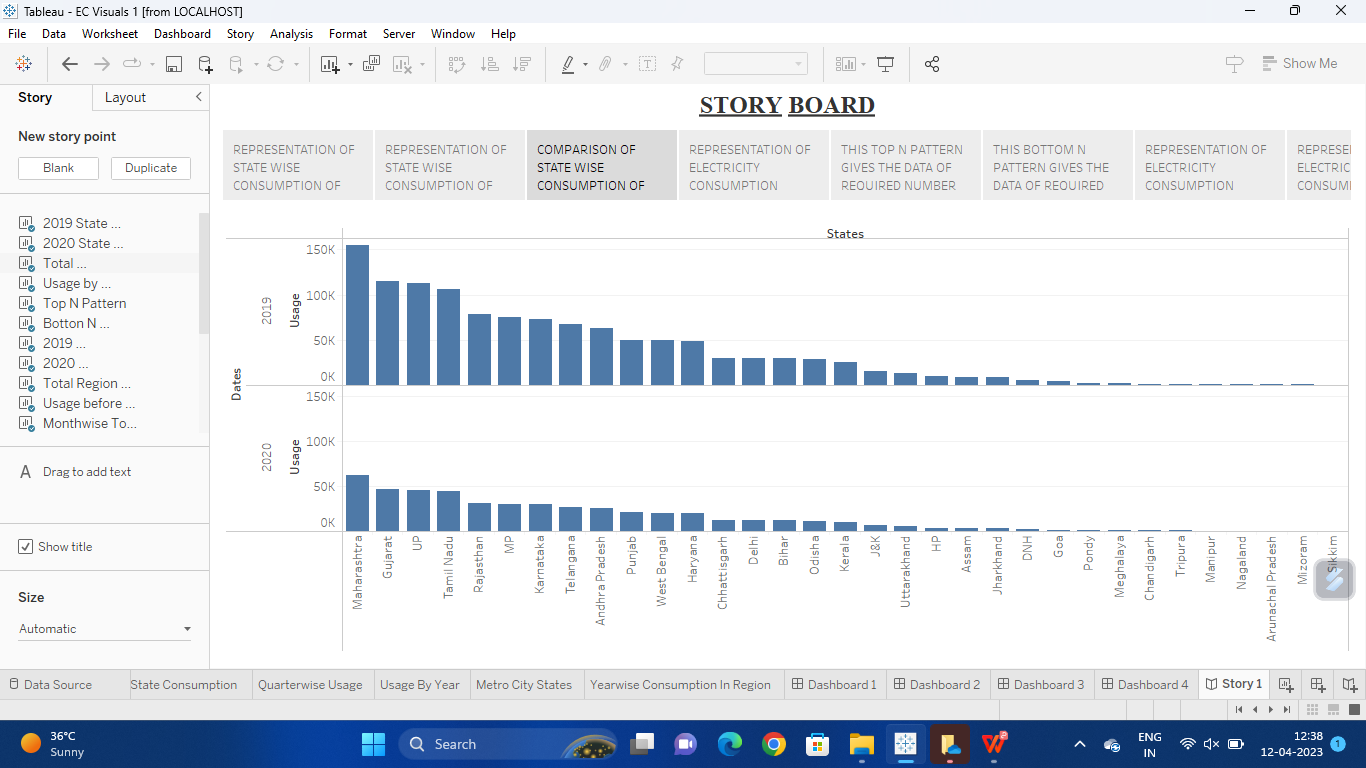 Tableau - EC Visuals 1 [from LOCALHOST]
File Data Worksheet Dashboard Story Analysis Format Server Window Help
Show Me
Story Layout
New story point
Blank Duplicate
2019 State ...
2020 State ...
Total ...
Usage by ...
Top N Pattern
Botton N ...
2019 ...
2020 ...
Total Region ...
Usage before ...
Monthwise To...
A Drag to add text
Show title
Size
Automatic
STORY BOARD
REPRESENTATION OF
STATE WISE
CONSUMPTION OF
REPRESENTATION OF
STATE WISE
CONSUMPTION OF
COMPARISON OF
STATE WISE
CONSUMPTION OF
REPRESENTATION OF
ELECTRICITY
CONSUMPTION
THIS TOP N PATTERN
GIVES THE DATA OF
REQUIRED NUMBER
THIS BOTTOM N
PATTERN GIVES THE
DATA OF REQUIRED
REPRESENTATION OF
ELECTRICITY
CONSUMPTION
REPRESE
ELECTRIC
CONSUM
States
Dates
2019
Usage
150K
100K
50K
0K
2020
Usage
150K
100K
50K
0K
Maharashtra
Gujarat
UP
Tamil Nadu
Rajasthan
MP
Karnataka
Telangana
Andhra Pradesh
Punjab
West Bengal
Haryana
Chhattisgarh
Delhi
Bihar
Odisha
Kerala
J&K
Uttarakhand
HP
Assam
Jharkhand
DNH
Goa
Pondy
Meghalaya
Chandigarh
Tripura
Manipur
Nagaland
Arunachal Pradesh
Mizoram
Sikkim
Data Source State Consumption Quarterwise Usage Usage By Year Metro City States Yearwise Consumption In Region Dashboard 1 Dashboard 2 Dashboard 3 Dashboard 4 Story 1
36°C
Sunny
Search
ENG
IN
12:38
12-04-2023
1